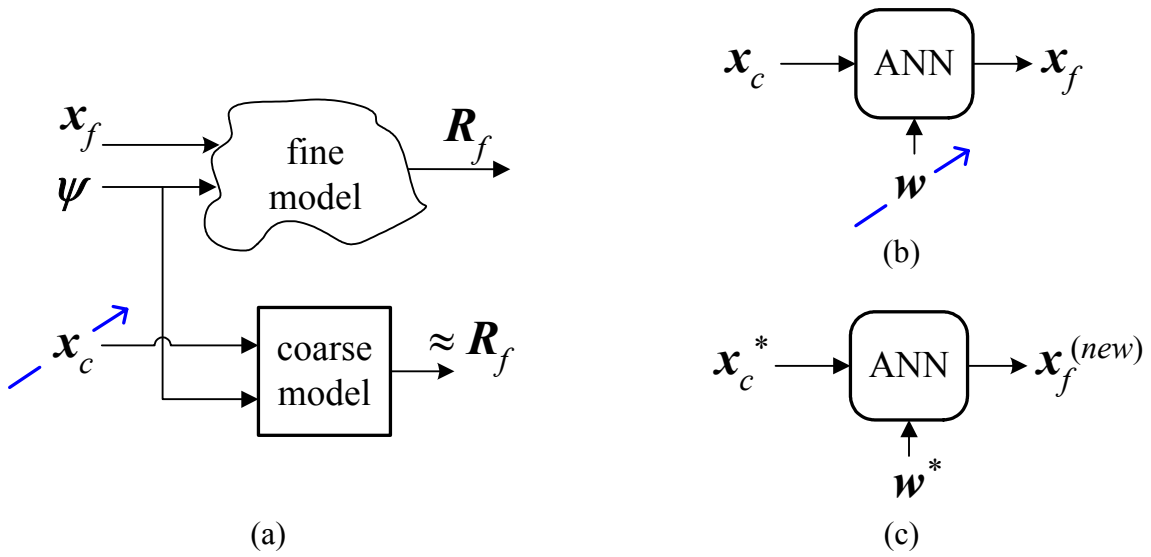 x_f
ψ
fine
model
R_f
x_c
coarse
model
≈ R_f
(a)
x_c
ANN
x_f
w
(b)
x_c*
ANN
x_f^(new)
w*
(c)